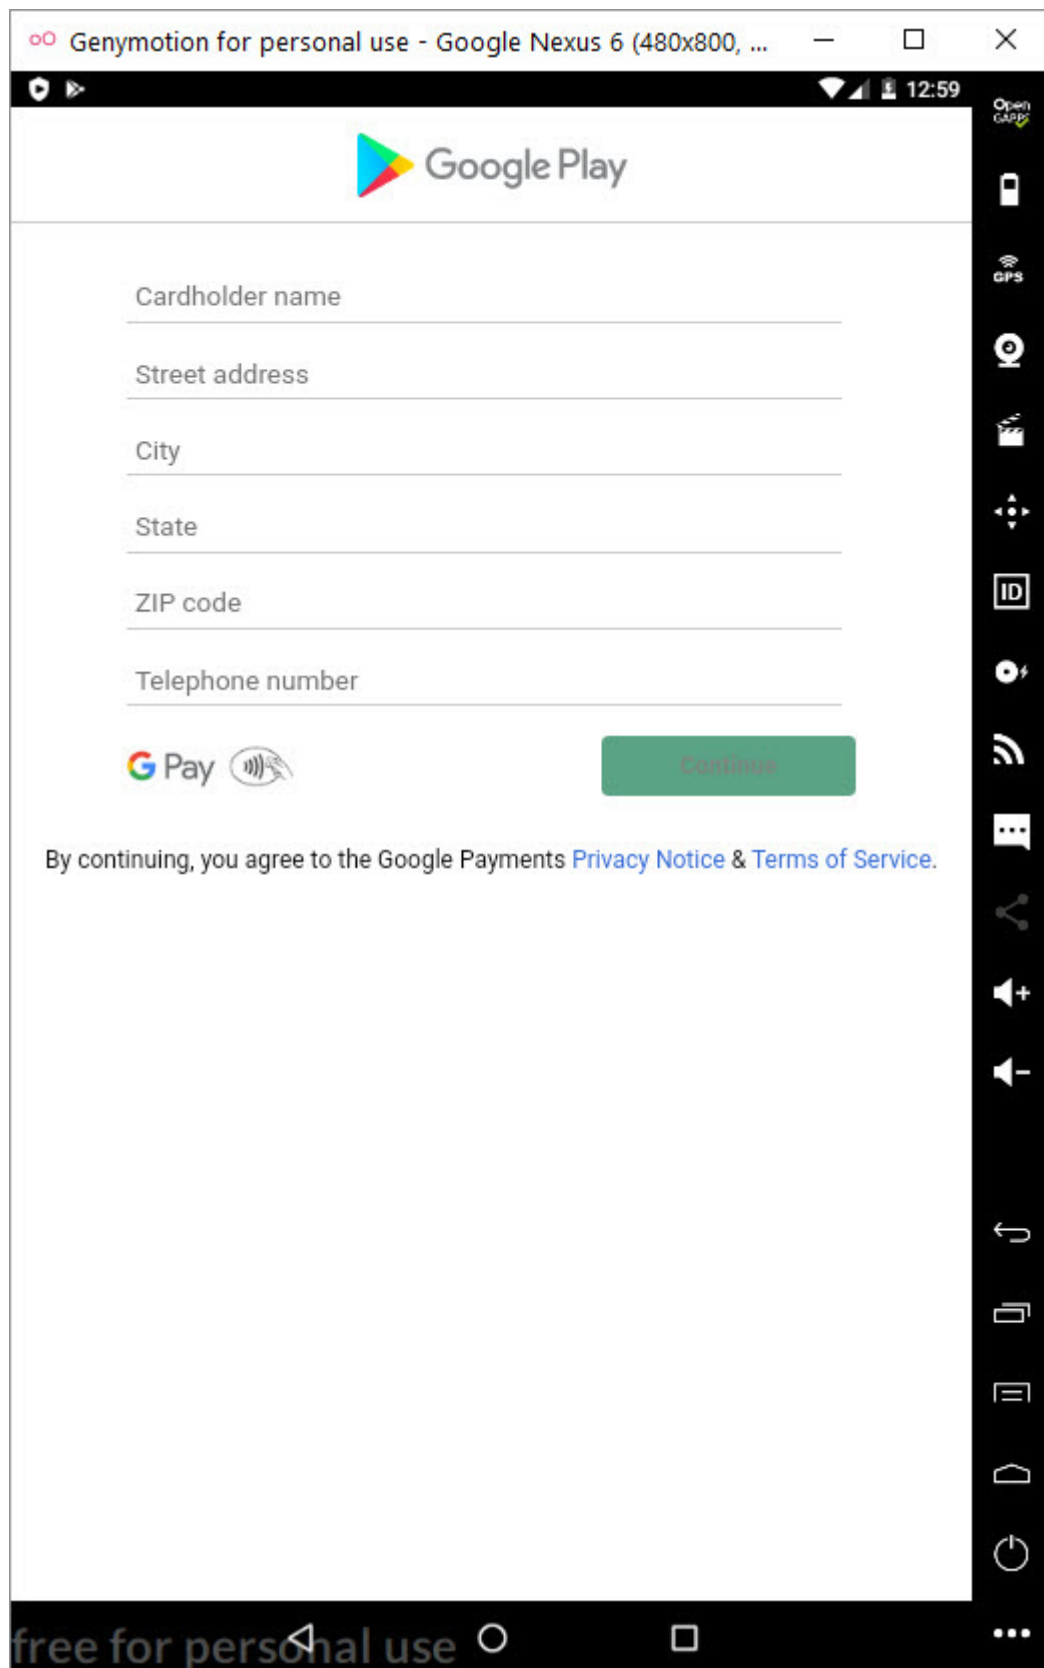 Genymotion for personal use - Google Nexus 6 (480x800, ...
12:59
Open
GAPPS
Google Play
GPS
Cardholder name
Street address
City
State
ZIP code
ID
Telephone number
G Pay
Continue
By continuing, you agree to the Google Payments Privacy Notice & Terms of Service.
free for personal use